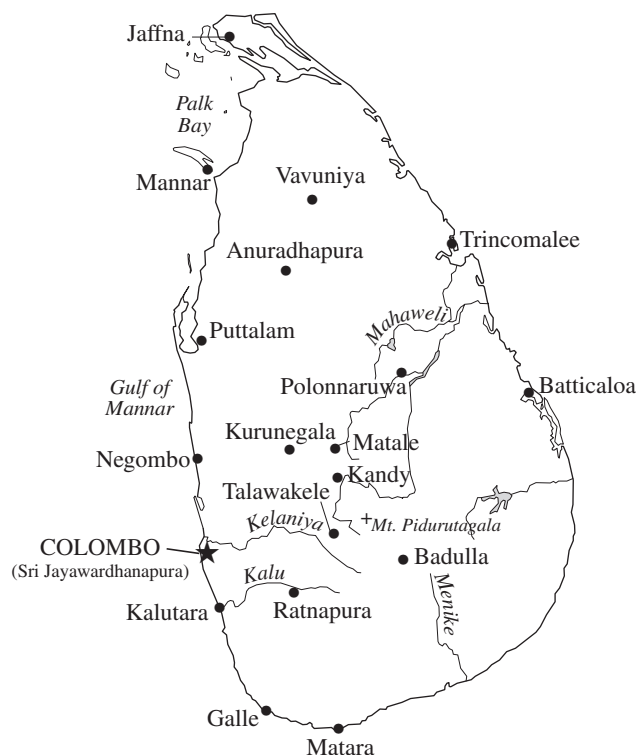 Jaffna
Palk
Bay
Mannar
Vavuniya
Trincomalee
Anuradhapura
Mahaweli
Puttalam
Polonnaruwa
Gulf of
Mannar
Batticaloa
Kurunegala
Matale
Negombo
Kandy
Talawakele
Kelaniya
+Mt. Pidurutagala
COLOMBO
(Sri Jayawardhanapura)
Badulla
Kalu
Menike
Kalutara
Ratnapura
Galle
Matara